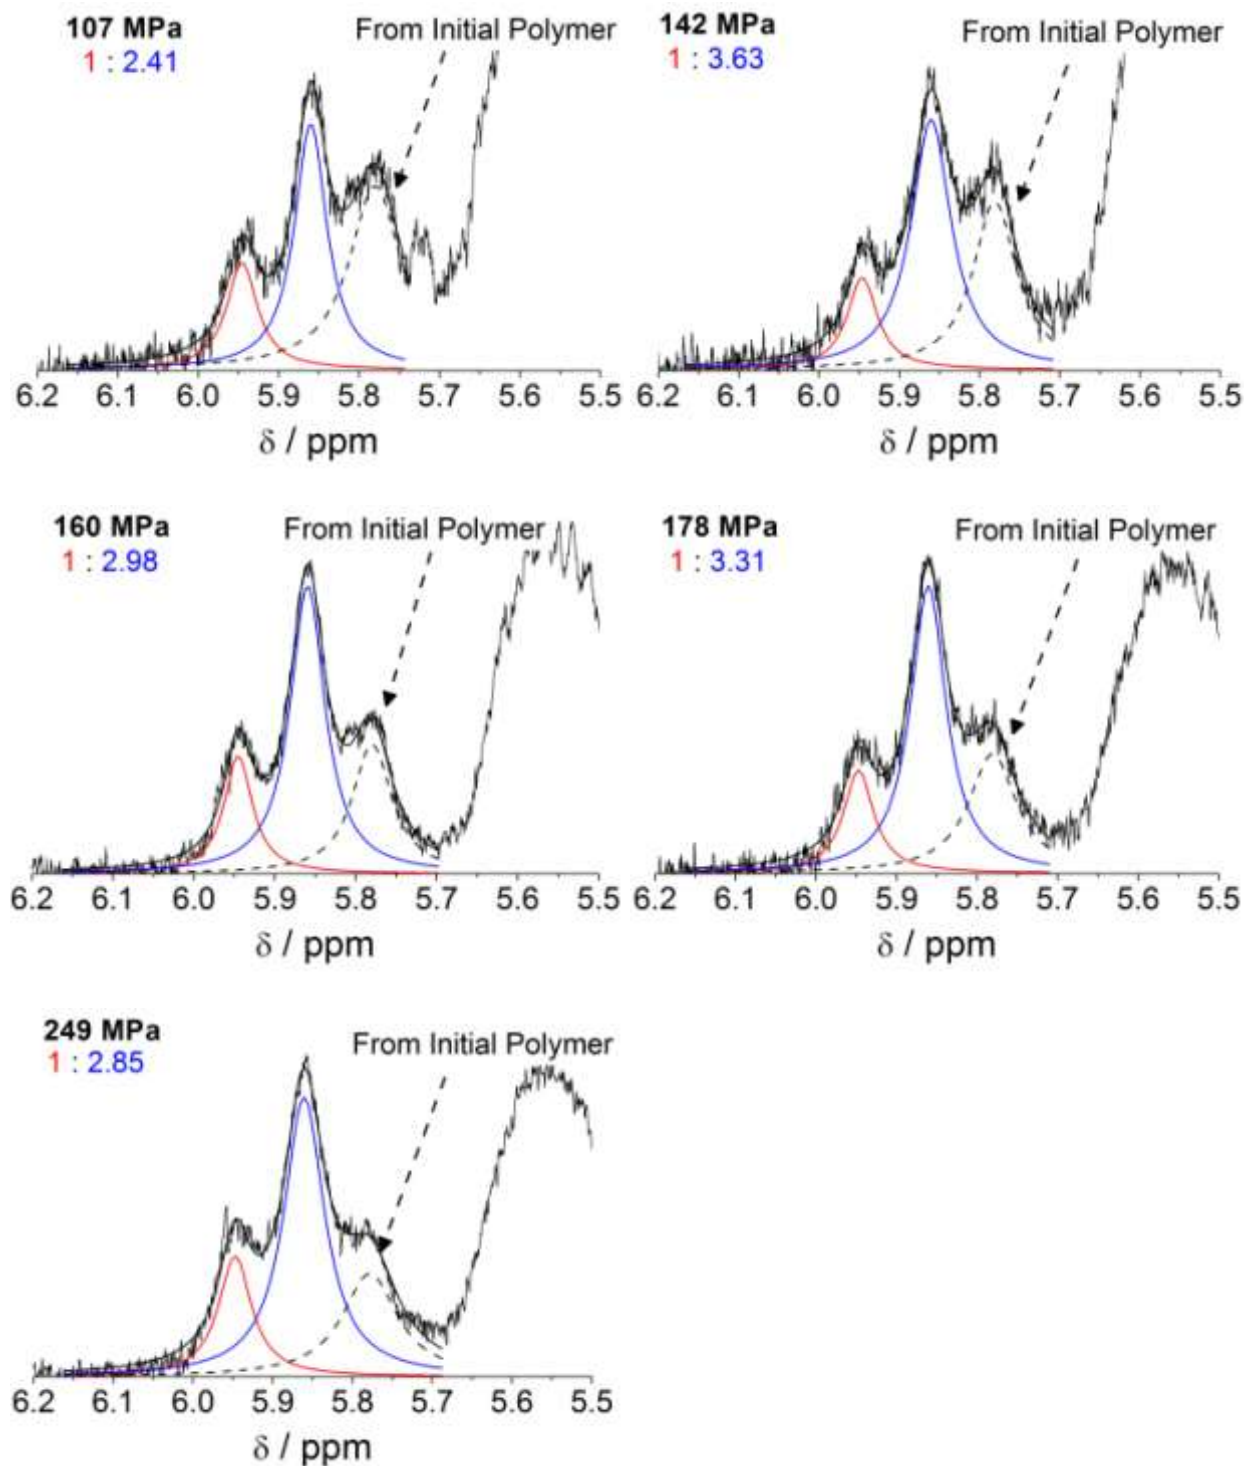 107 MPa
1 : 2.41
From Initial Polymer
6.2 6.1 6.0 5.9 5.8 5.7 5.6 5.5
δ / ppm
142 MPa
1 : 3.63
From Initial Polymer
6.2 6.1 6.0 5.9 5.8 5.7 5.6 5.5
δ / ppm
160 MPa
1 : 2.98
From Initial Polymer
6.2 6.1 6.0 5.9 5.8 5.7 5.6 5.5
δ / ppm
178 MPa
1 : 3.31
From Initial Polymer
6.2 6.1 6.0 5.9 5.8 5.7 5.6 5.5
δ / ppm
249 MPa
1 : 2.85
From Initial Polymer
6.2 6.1 6.0 5.9 5.8 5.7 5.6 5.5
δ / ppm